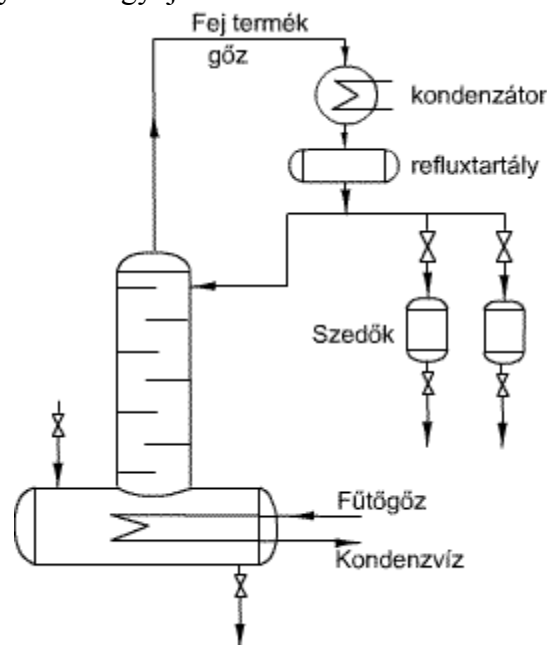 Fej termék
gőz
kondenzátor
refluxtartály
Szedők
Fűtőgőz
Kondenzvíz